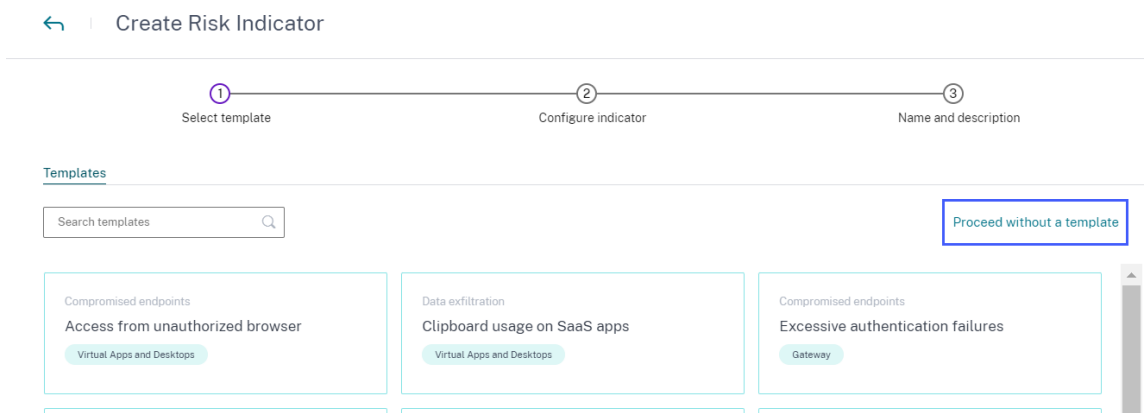 Create Risk Indicator
1 2 3
Select template Configure indicator Name and description
Templates
Search templates
Proceed without a template
Compromised endpoints Data exfiltration Compromised endpoints
Access from unauthorized browser Clipboard usage on SaaS apps Excessive authentication failures
Virtual Apps and Desktops Virtual Apps and Desktops Gateway